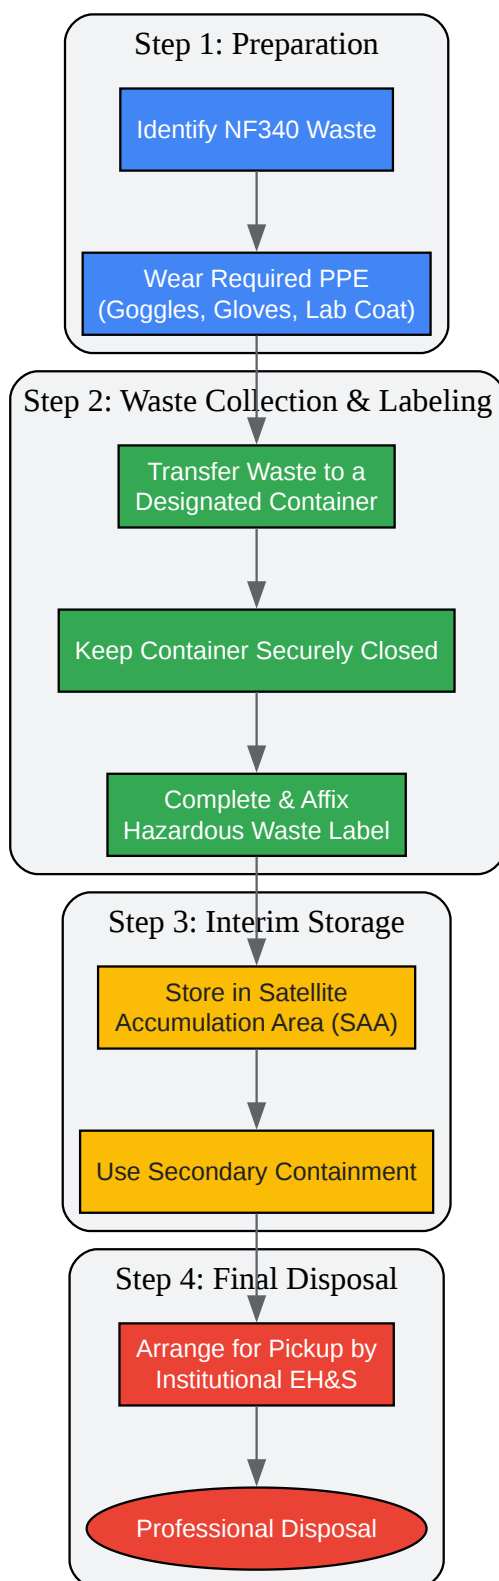 Step 1: Preparation
Identify NF340 Waste
Wear Required PPE
(Goggles, Gloves, Lab Coat)
Step 2: Waste Collection & Labeling
Transfer Waste to a
Designated Container
Keep Container Securely Closed
Complete & Affix
Hazardous Waste Label
Step 3: Interim Storage
Store in Satellite
Accumulation Area (SAA)
Use Secondary Containment
Step 4: Final Disposal
Arrange for Pickup by
Institutional EH&S
Professional Disposal